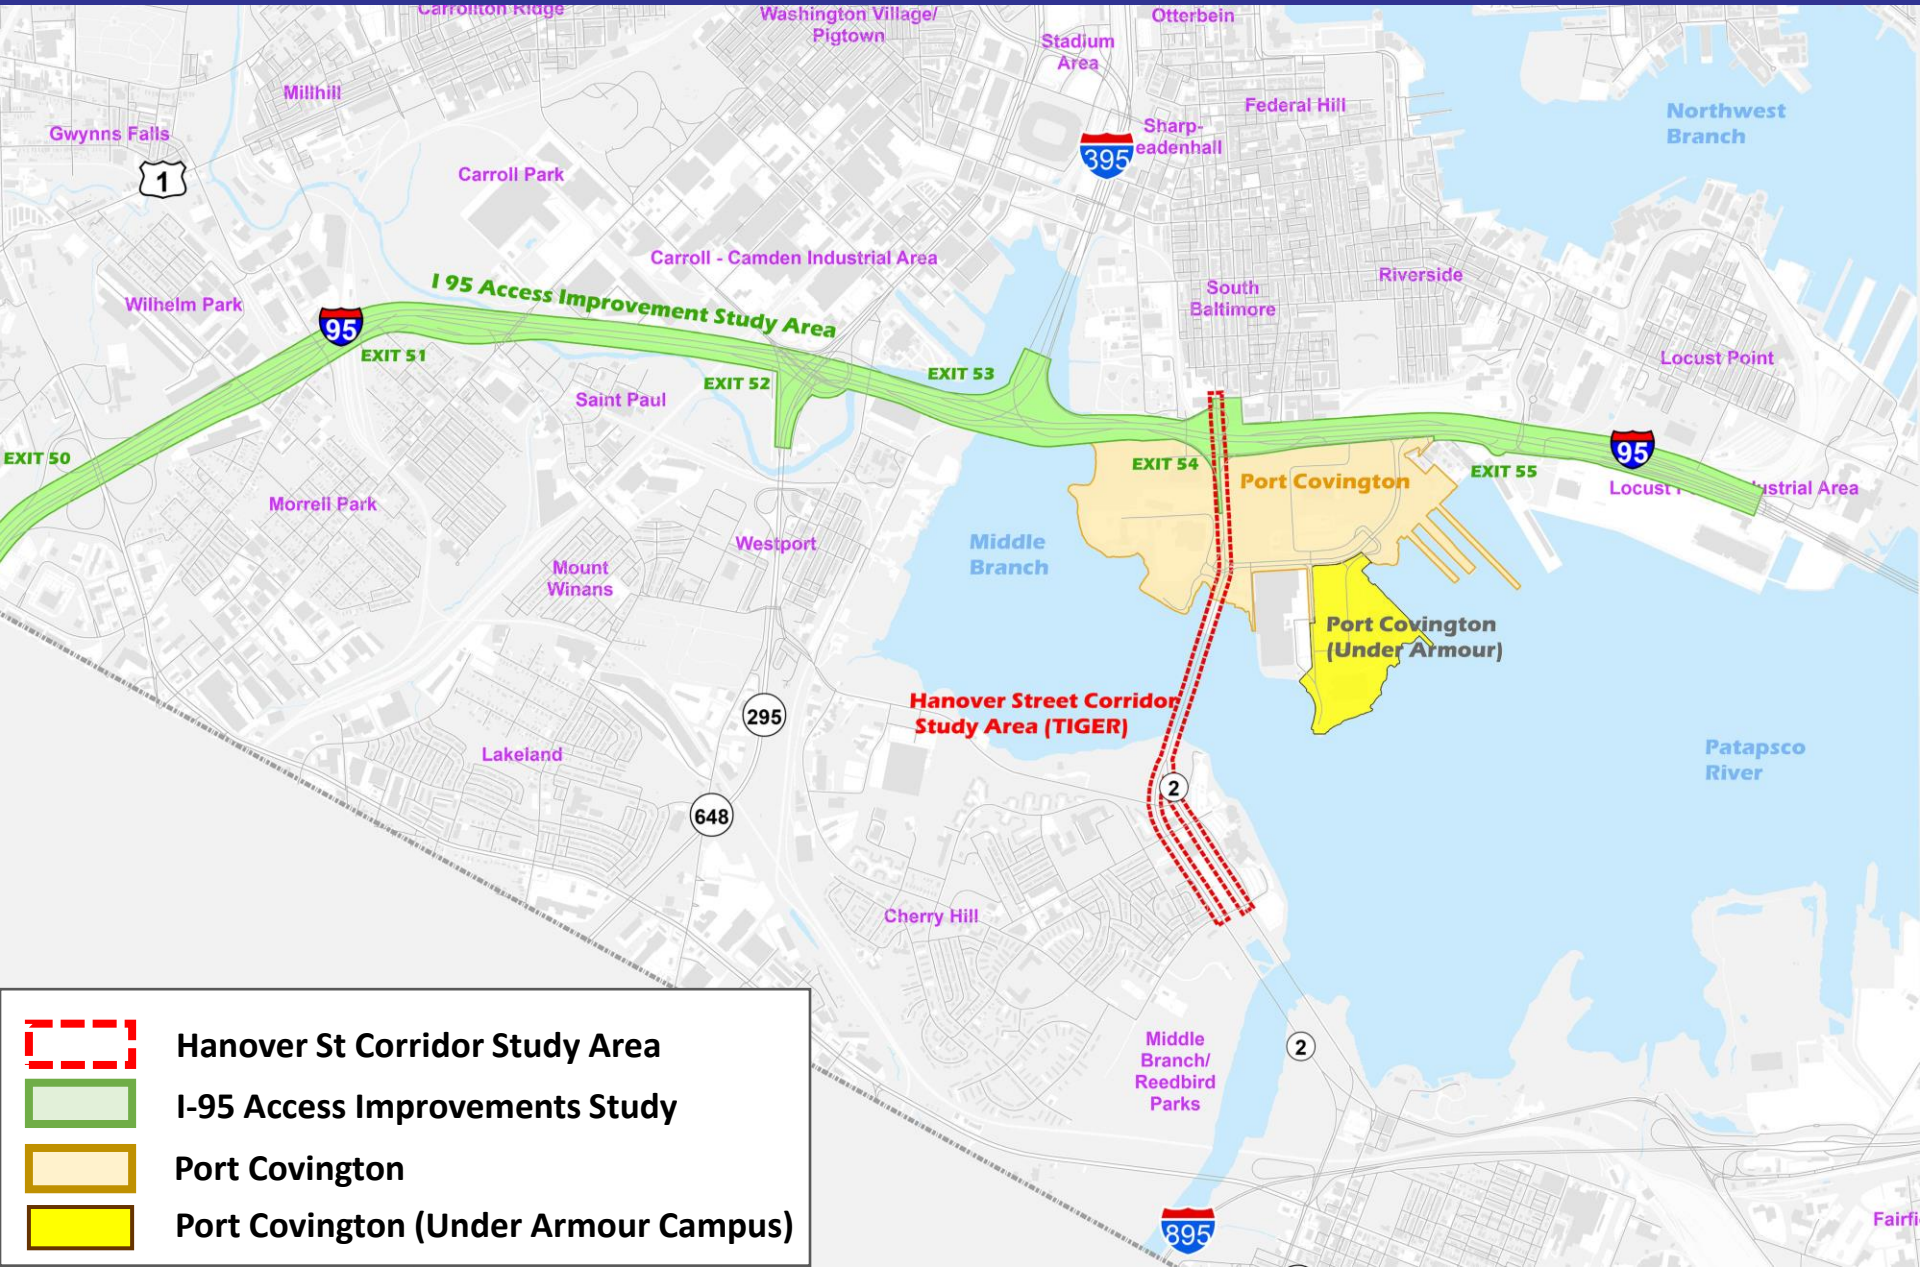 Carrollton Ridge
Washington Village/
Pigtown
Otterbein
Stadium
Area
Millhill
Gwynns Falls
1
Carroll Park
395
Sharp-
eadenhall
Federal Hill
Northwest
Branch
Carroll - Camden Industrial Area
Wilhelm Park
95
I 95 Access Improvement Study Area
South
Baltimore
Riverside
Locust Point
EXIT 51
EXIT 52
EXIT 53
Saint Paul
EXIT 50
EXIT 54
Port Covington
EXIT 55
95
Locust
ustrial Area
Morrell Park
Westport
Middle
Branch
Mount
Winans
Port Covington
(Under Armour)
Hanover Street Corridor
Study Area (TIGER)
295
Lakeland
Patapsco
River
2
648
Cherry Hill
Middle
Branch/
Reedbird
Parks
2
895
Fairfi
Hanover St Corridor Study Area
I-95 Access Improvements Study
Port Covington
Port Covington (Under Armour Campus)